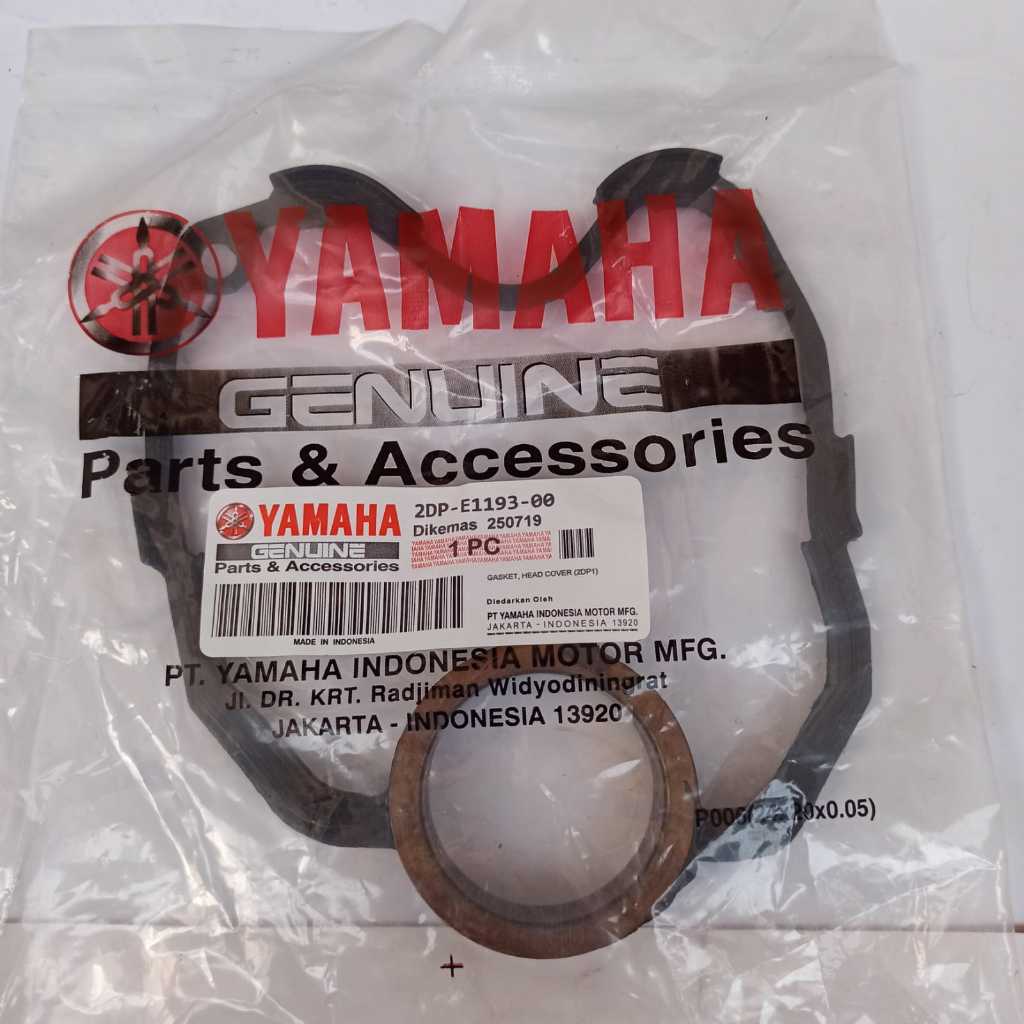 YAMAHA
GENUINE
Parts & Accessories
YAMAHA
GENUINE
Parts & Accessories
MADE IN INDONESIA
2DP-E1193-00
Dikemas 250719
1 PC
GASKET, HEAD COVER (2DP1)
Diedarkan Oleh
PT YAMAHA INDONESIA MOTOR MFG.
JAKARTA - INDONESIA 13920
PT. YAMAHA INDONESIA MOTOR MFG.
Jl. DR. KRT. Radjiman Widyodiningrat
JAKARTA - INDONESIA 13920